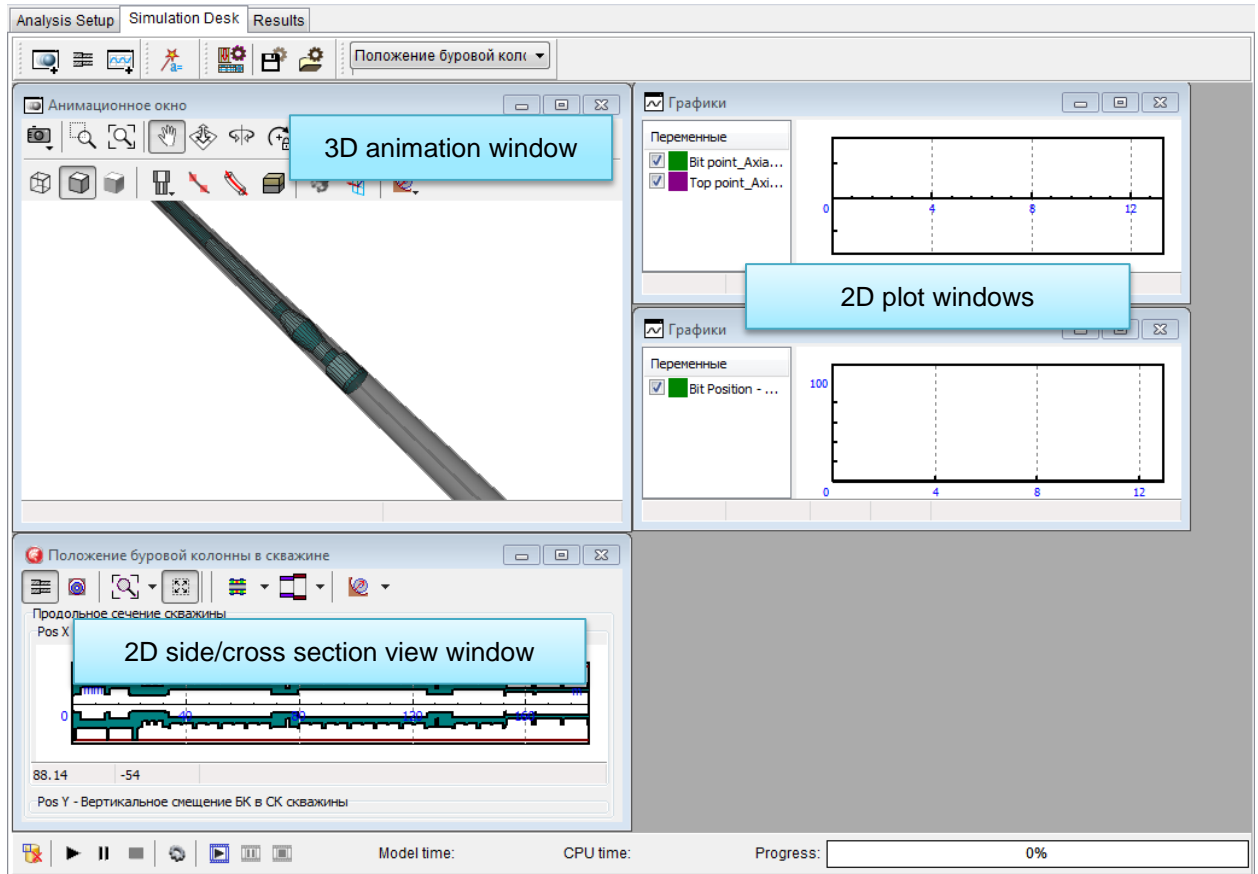 Analysis Setup Simulation Desk Results
a=
Положение буровой колс
Анимационное окно
3D animation window
Графики
Переменные
Bit point_Axia...
Top point_Axi...
0 4 8 12
2D plot windows
Графики
Переменные
Bit Position - ...
100
0 4 8 12
Положение буровой колонны в скважине
Продольное сечение скважины
Pos X
2D side/cross section view window
mm m
0 40 80 120 160
88.14 -54
Pos Y - Вертикальное смещение БК в СК скважины
Model time: CPU time: Progress: 0%